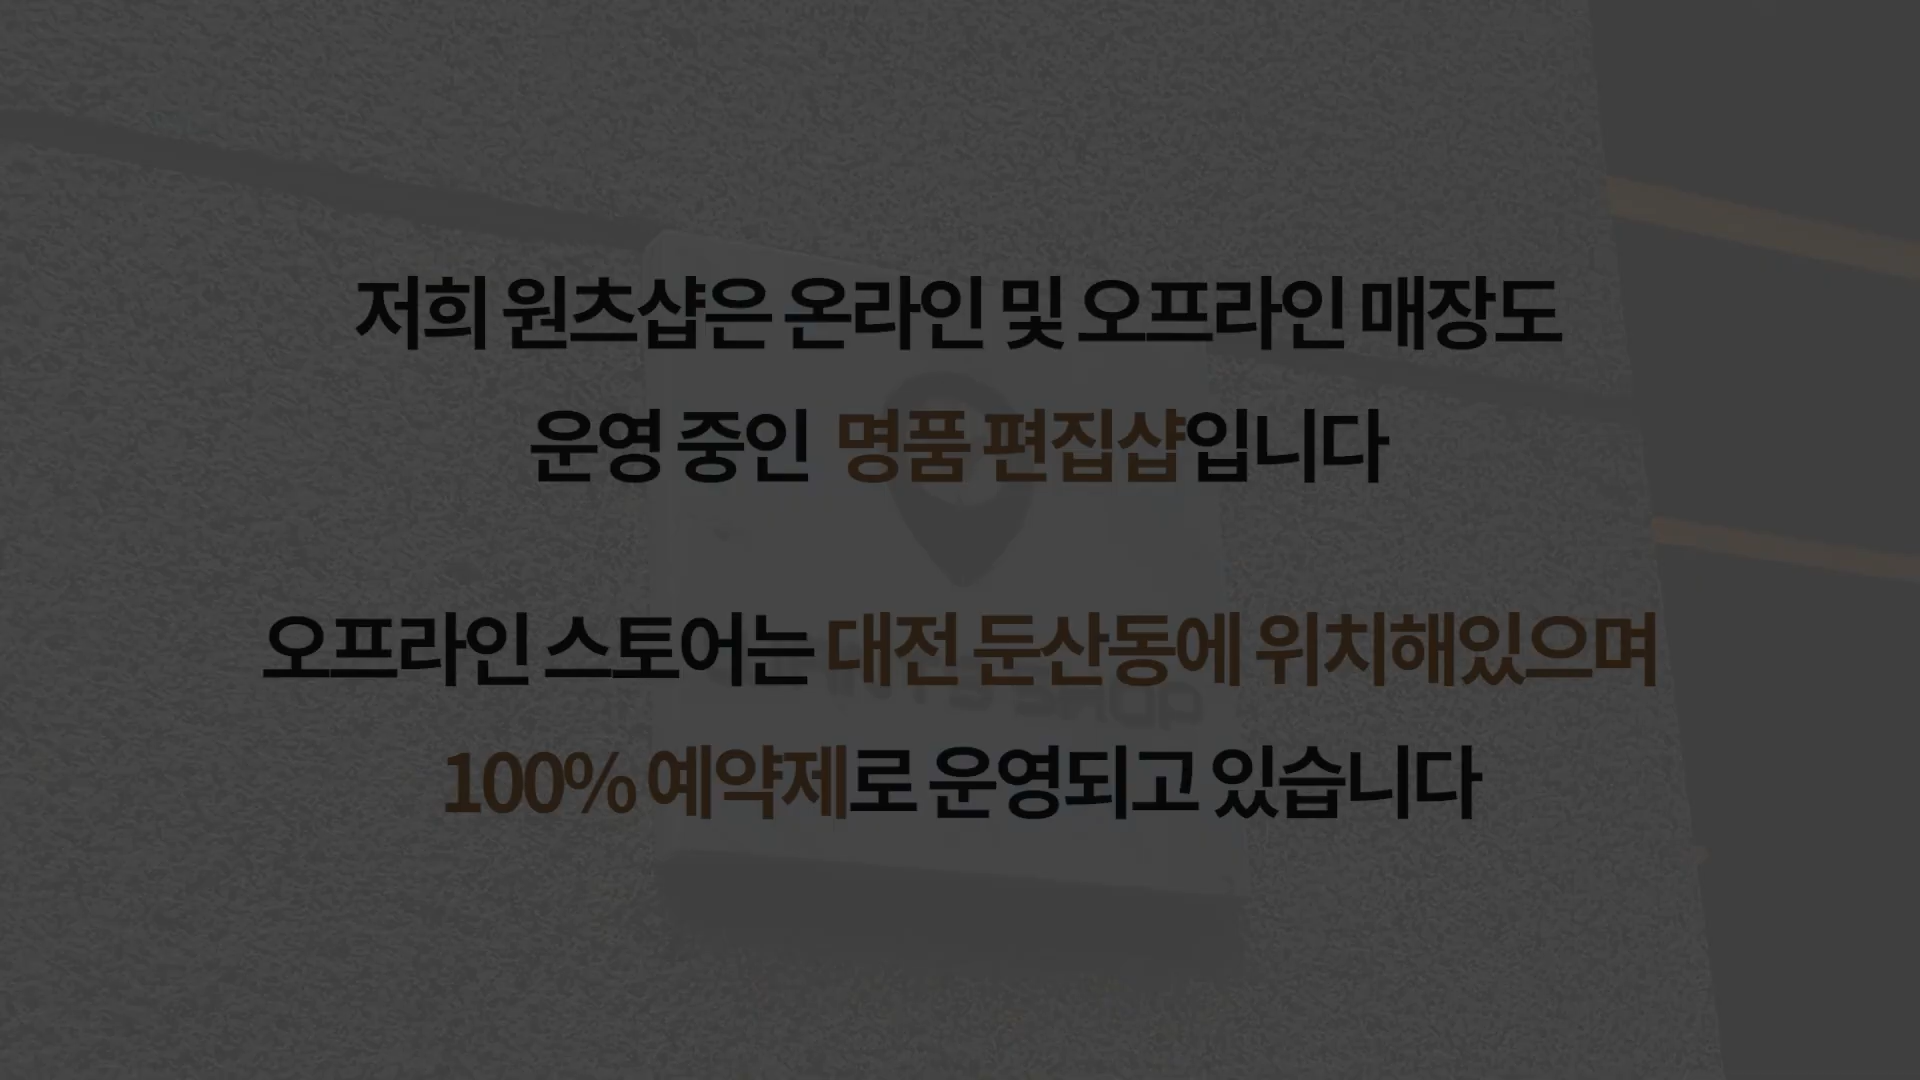 저희 원츠샵은 온라인 및 오프라인 매장도
운영 중인 명품 편집샵입니다
오프라인 스토어는 대전 둔산동에 위치해있으며
100% 예약제로 운영되고 있습니다